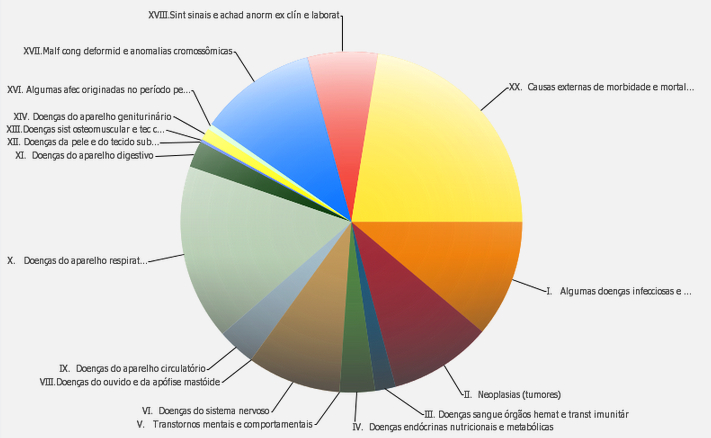 XVIII.Sint sinais e achad anorm ex clín e laborat
XVII.Malf cong deformid e anomalias cromossômicas
XX. Causas externas de morbidade e mortal...
XVI. Algumas afec originadas no período pe...
XIV. Doenças do aparelho geniturinário
XIII.Doenças sist osteomuscular e tec c...
XII. Doenças da pele e do tecido sub...
XI. Doenças do aparelho digestivo
X. Doenças do aparelho respirat...
I. Algumas doenças infecciosas e ...
IX. Doenças do aparelho circulatório
VIII.Doenças do ouvido e da apófise mastóide
II. Neoplasias (tumores)
VI. Doenças do sistema nervoso
III. Doenças sangue órgãos hemat e transt imunitár
V. Transtornos mentais e comportamentais
IV. Doenças endócrinas nutricionais e metabólicas